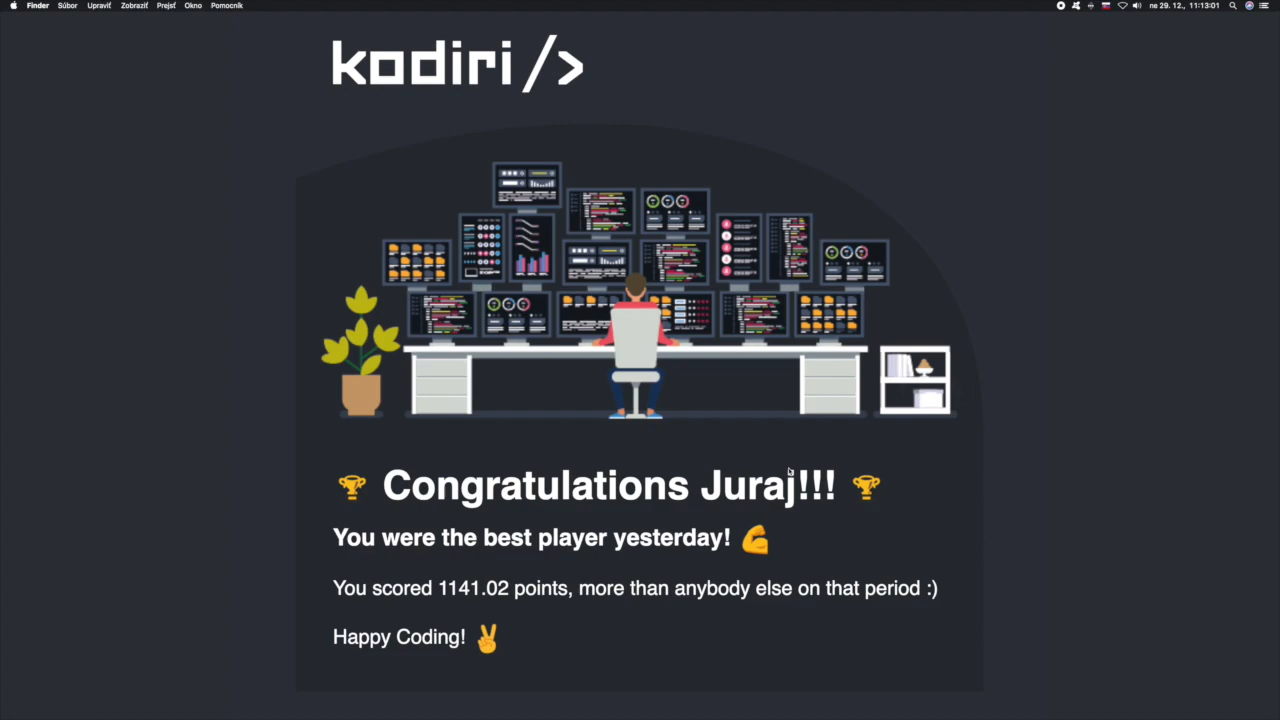 Finder Súbor Upraviť Zobraziť Prejsť Okno Pomocník
ne 29. 12., 11:13:01
kodiri/>
Congratulations Juraj!!!
You were the best player yesterday! 💪
You scored 1141.02 points, more than anybody else on that period :)
Happy Coding! ✌